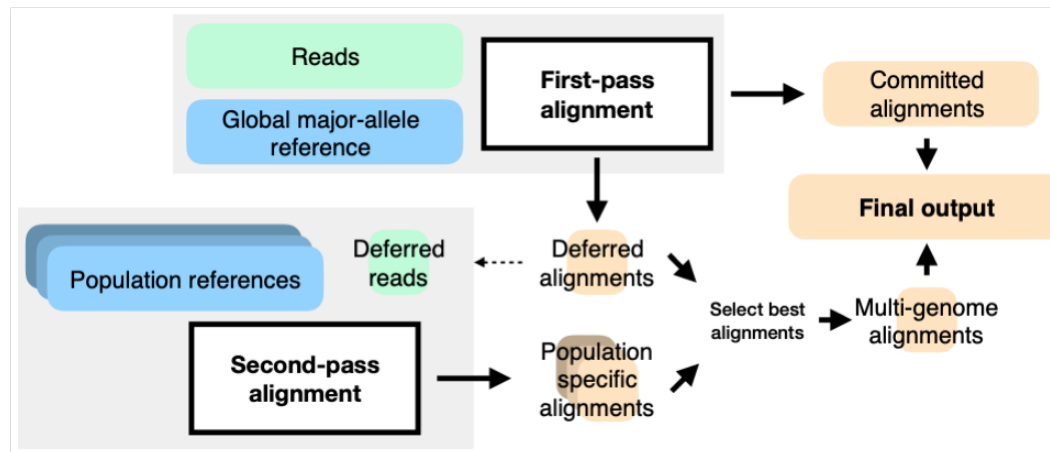 Reads
Global major-allele
reference
First-pass
alignment
Committed
alignments
Final output
Population references
Deferred
reads
Deferred
alignments
Select best
alignments
Multi-genome
alignments
Second-pass
alignment
Population
specific
alignments